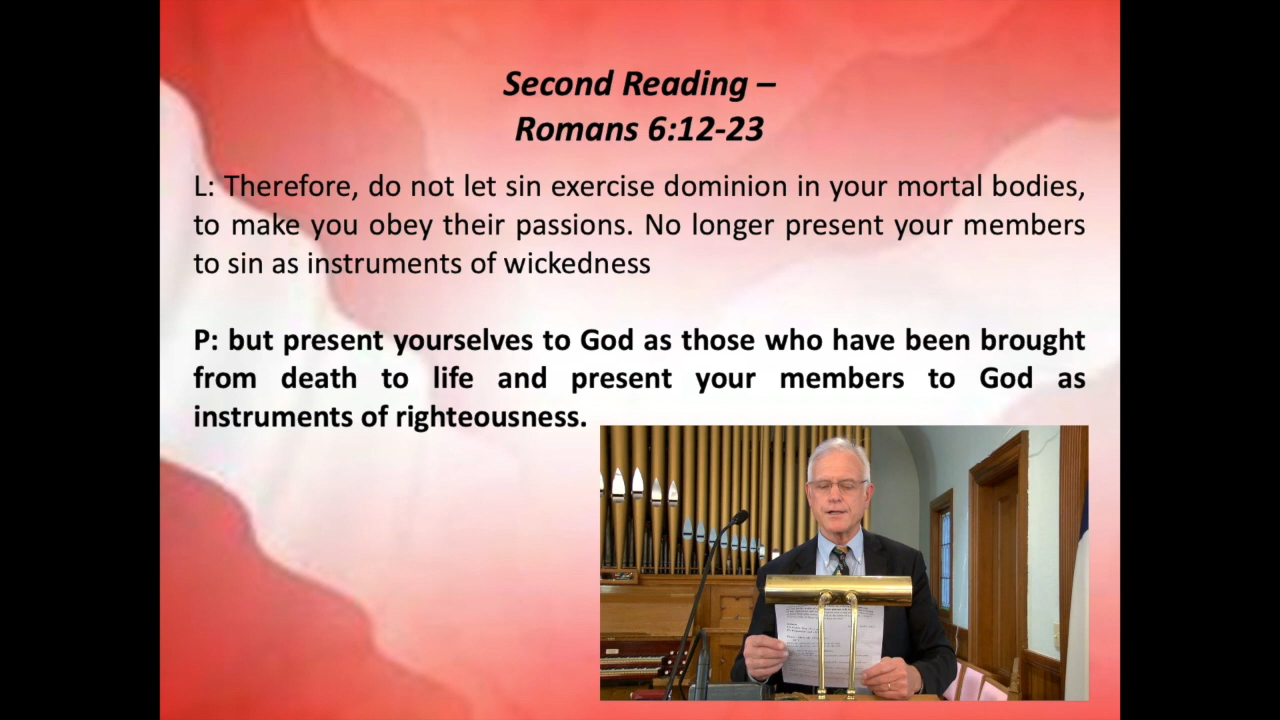 Second Reading –
Romans 6:12-23
L: Therefore, do not let sin exercise dominion in your mortal bodies,
to make you obey their passions. No longer present your members
to sin as instruments of wickedness
P: but present yourselves to God as those who have been brought
from death to life and present your members to God as
instruments of righteousness.